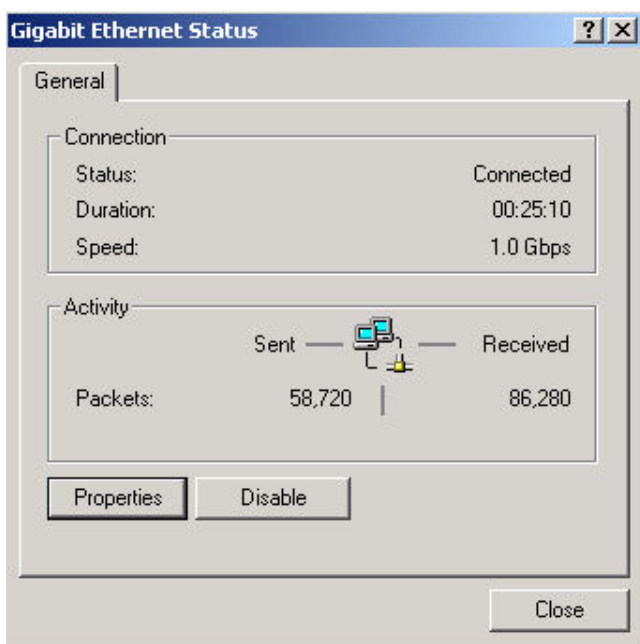 Gigabit Ethernet Status
General
Connection
Status: Connected
Duration: 00:25:10
Speed: 1.0 Gbps
Activity
Sent Received
Packets: 58,720 86,280
Properties Disable
Close